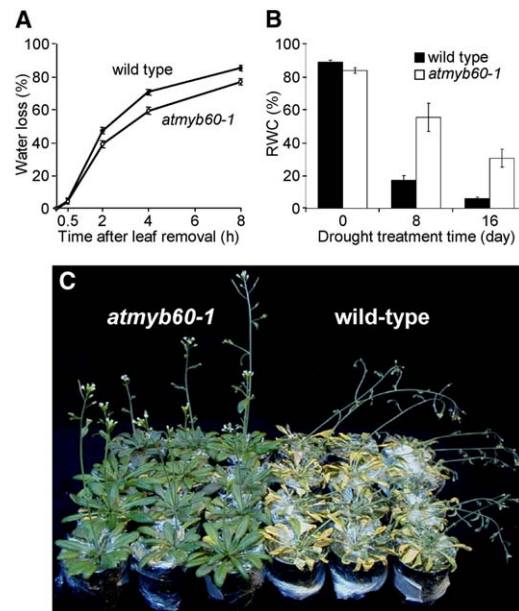 A
Water loss (%)
100
80
60
40
20
0
wild type
atmyb60-1
0.5 2 4 6 8
Time after leaf removal (h)
B
RWC (%)
100
80
60
40
20
0
wild type
atmyb60-1
0 8 16
Drought treatment time (day)
C
atmyb60-1 wild-type